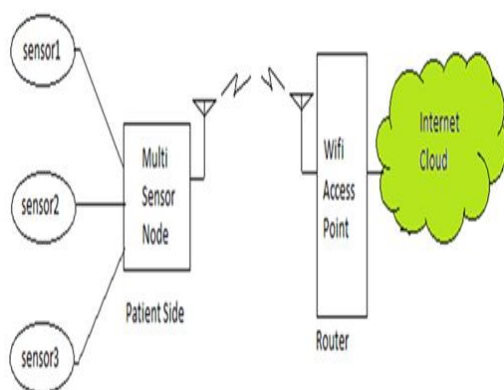 sensor1
sensor2
sensor3
Multi
Sensor
Node
Patient Side
Wifi
Access
Point
Router
Internet
Cloud